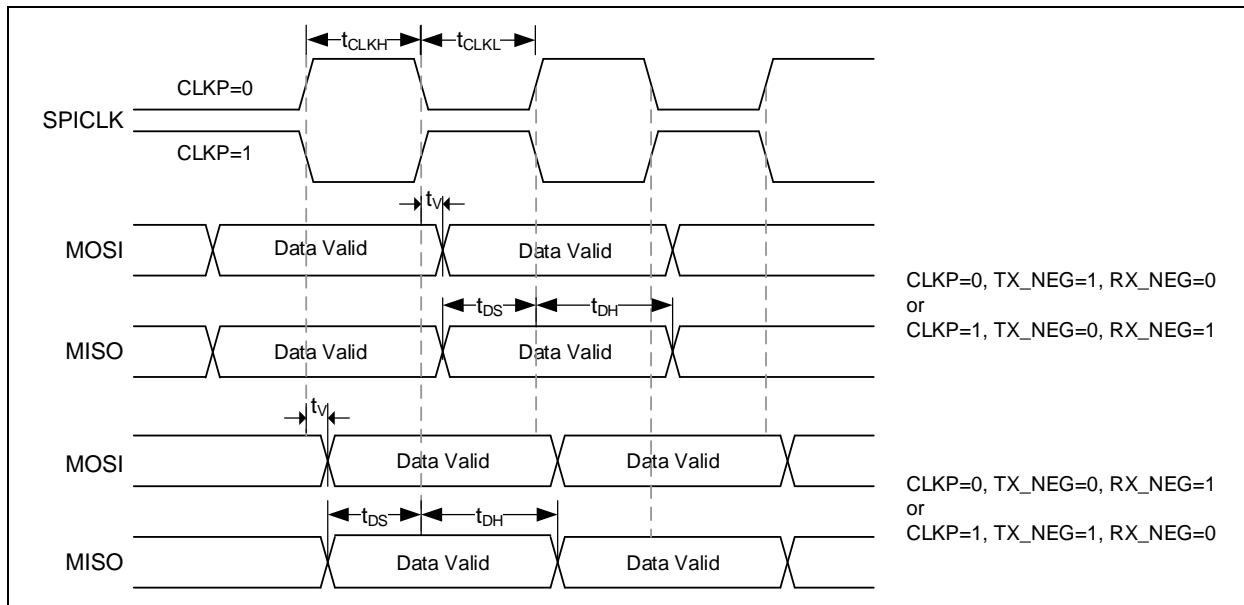 tCLKH tCLKL
CLKP=0
SPICLK
CLKP=1
tV
MOSI Data Valid Data Valid
CLKP=0, TX_NEG=1, RX_NEG=0
or
CLKP=1, TX_NEG=0, RX_NEG=1
tDS tDH
MISO Data Valid Data Valid
tV
MOSI Data Valid Data Valid
CLKP=0, TX_NEG=0, RX_NEG=1
or
CLKP=1, TX_NEG=1, RX_NEG=0
tDS tDH
MISO Data Valid Data Valid